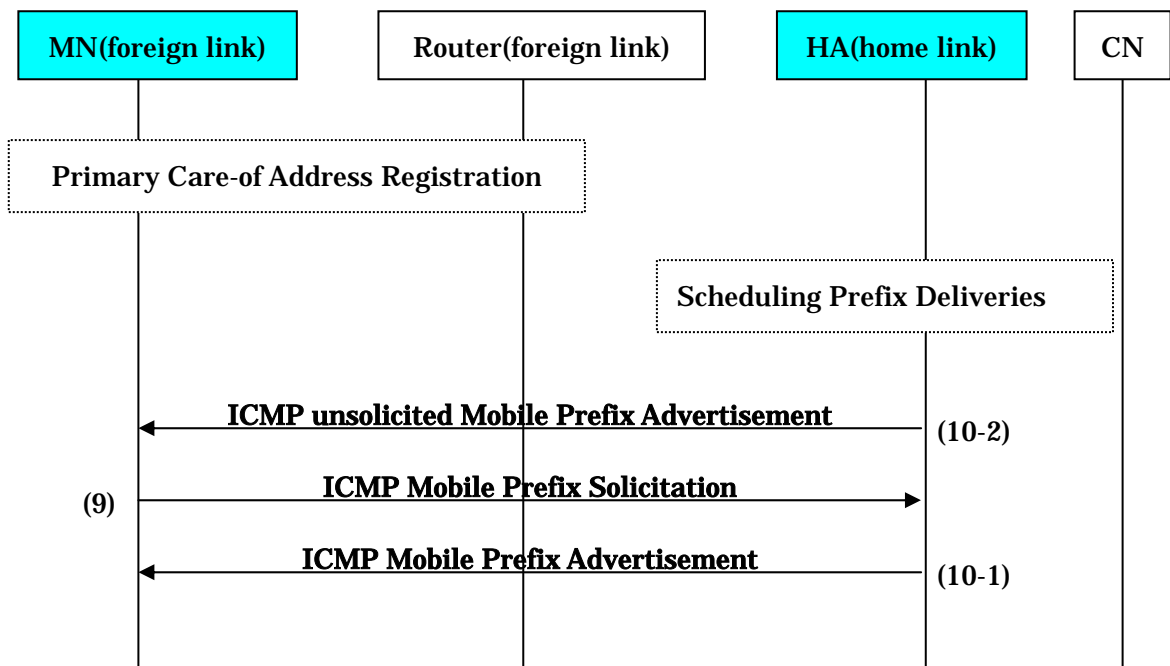 MN(foreign link)
Router(foreign link)
HA(home link)
CN
Primary Care-of Address Registration
Scheduling Prefix Deliveries
ICMP unsolicited Mobile Prefix Advertisement
(10-2)
ICMP Mobile Prefix Solicitation
(9)
ICMP Mobile Prefix Advertisement
(10-1)